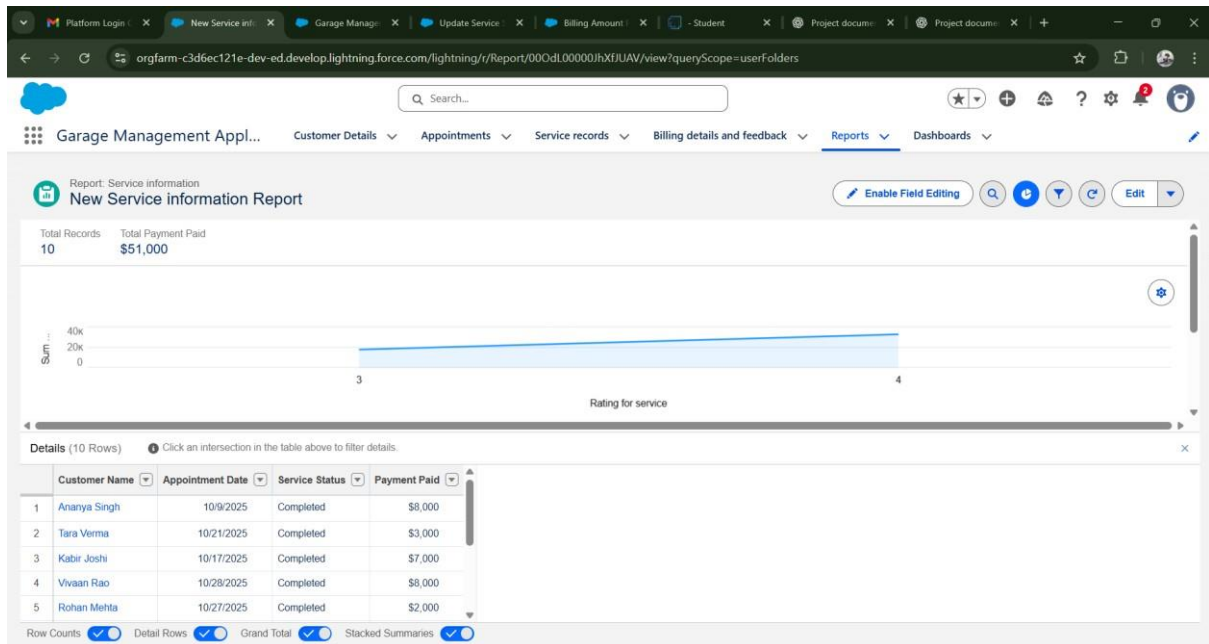 Platform Login C
New Service info
Garage Manage
Update Service
Billing Amount
- Student
Project docume
Project docume
orgfarm-c3d6ec121e-dev-ed.develop.lightning.force.com/lightning/r/Report/00OdL00000JhXfJUAV/view?queryScope=userFolders
Search...
2
Garage Management Appl... Customer Details Appointments Service records Billing details and feedback Reports Dashboards
Report: Service information
New Service information Report
Enable Field Editing Edit
Total Records Total Payment Paid
10 $51,000
40K
20K
0
Sum ...
3 4
Rating for service
Details (10 Rows) Click an intersection in the table above to filter details.
Customer Name Appointment Date Service Status Payment Paid
1 Ananya Singh 10/9/2025 Completed $8,000
2 Tara Verma 10/21/2025 Completed $3,000
3 Kabir Joshi 10/17/2025 Completed $7,000
4 Vivaan Rao 10/28/2025 Completed $8,000
5 Rohan Mehta 10/27/2025 Completed $2,000
Row Counts Detail Rows Grand Total Stacked Summaries